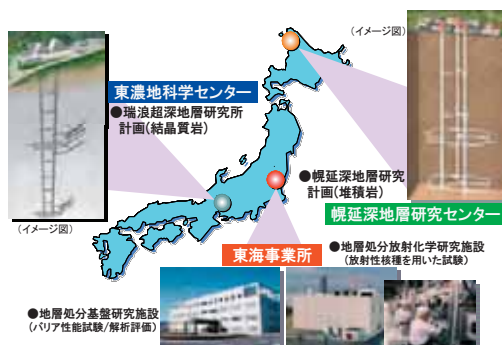 (イメージ図)
東濃地科学センター
●瑞浪超深地層研究所
計画(結晶質岩)
(イメージ図)
●幌延深地層研究
計画(堆積岩)
幌延深地層研究センター
東海事業所
●地層処分放射化学研究施設
(放射性核種を用いた試験)
●地層処分基盤研究施設
(バリア性能試験/解析評価)